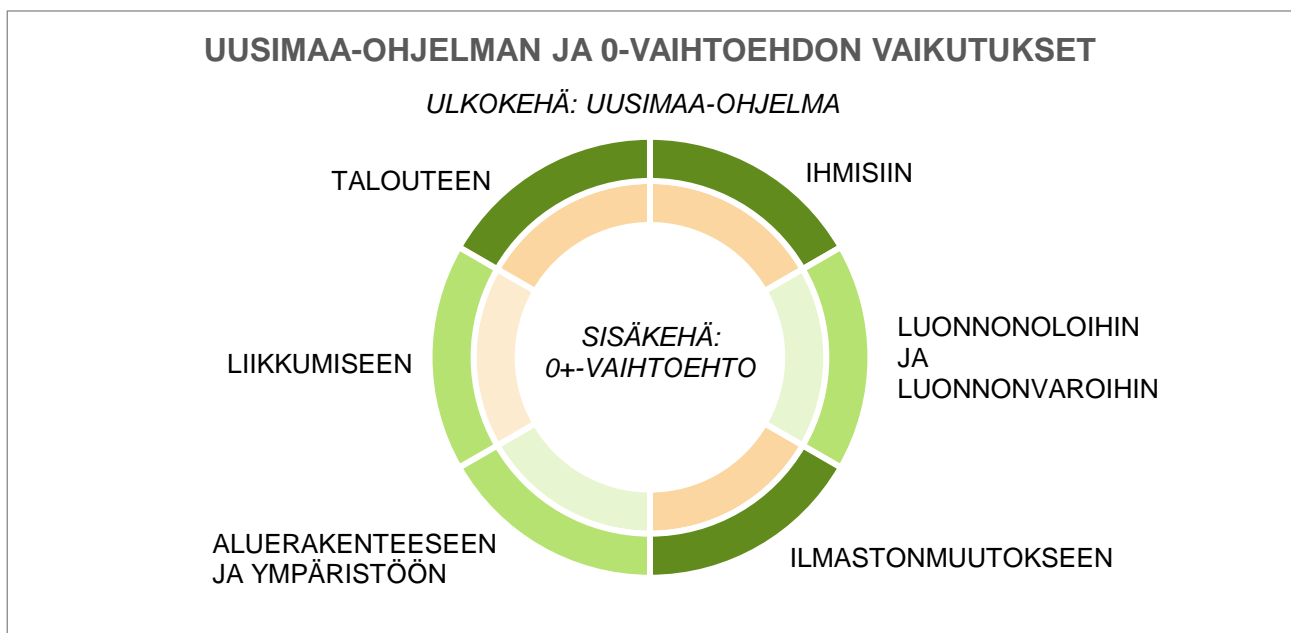 UUSIMAA-OHJELMAN JA 0-VAIHTOEHDON VAIKUTUKSET
ULKOKEHÄ: UUSIMAA-OHJELMA
TALOUTEEN
IHMISIIN
LIIKKUMISEEN
SISÄKEHÄ:
0+-VAIHTOEHTO
LUONNONOLOIHIN
JA
LUONNONVAROIHIN
ALUERAKENTEESEEN
JA YMPÄRISTÖÖN
ILMASTONMUUTOKSEEN